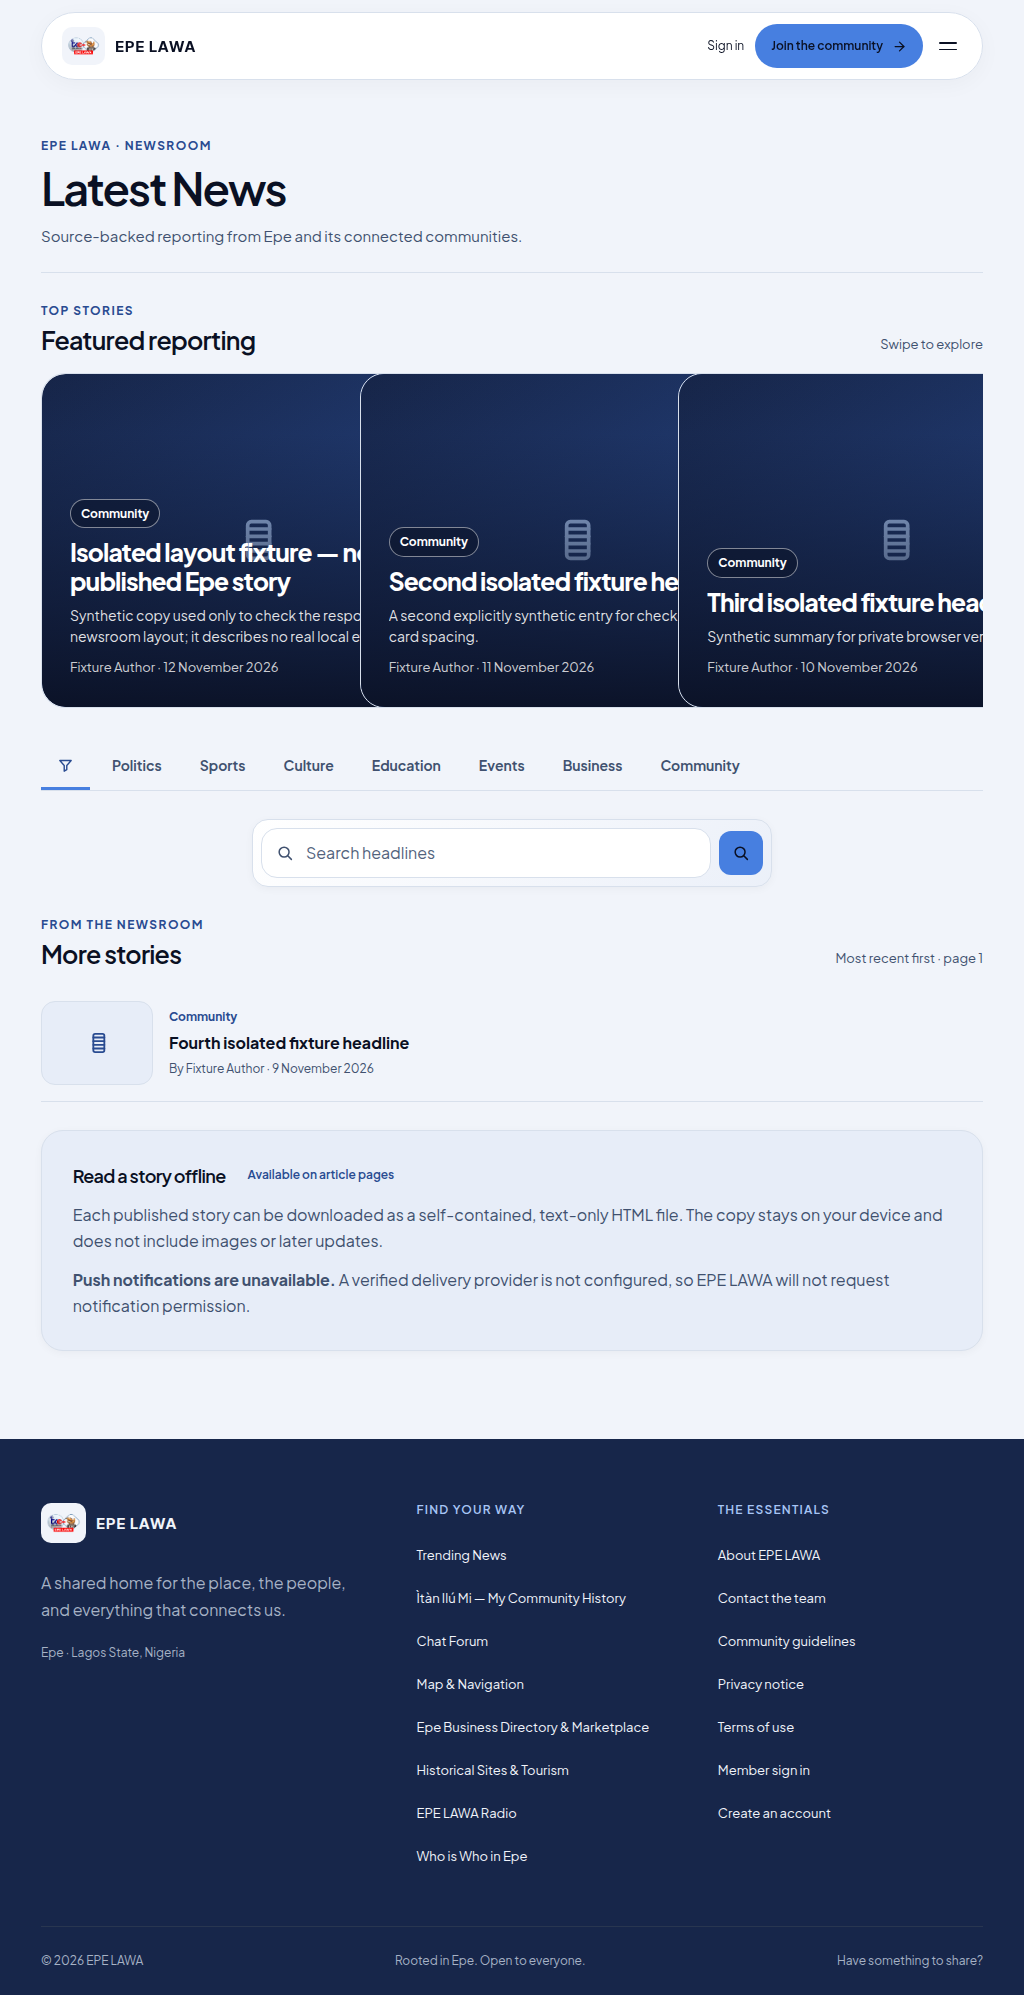 EPE LAWA
Sign in
Join the community
EPE LAWA · NEWSROOM
Latest News
Source-backed reporting from Epe and its connected communities.
TOP STORIES
Featured reporting
Swipe to explore
Community
Isolated layout fixture — no
published Epe story
Synthetic copy used only to check the respo
newsroom layout; it describes no real local e
Fixture Author · 12 November 2026
Community
Second isolated fixture he
A second explicitly synthetic entry for check
card spacing.
Fixture Author · 11 November 2026
Community
Third isolated fixture head
Synthetic summary for private browser ver
Fixture Author · 10 November 2026
Politics
Sports
Culture
Education
Events
Business
Community
Search headlines
FROM THE NEWSROOM
More stories
Most recent first · page 1
Community
Fourth isolated fixture headline
By Fixture Author · 9 November 2026
Read a story offline
Available on article pages
Each published story can be downloaded as a self-contained, text-only HTML file. The copy stays on your device and
does not include images or later updates.
Push notifications are unavailable. A verified delivery provider is not configured, so EPE LAWA will not request
notification permission.
EPE LAWA
A shared home for the place, the people,
and everything that connects us.
Epe · Lagos State, Nigeria
FIND YOUR WAY
Trending News
Ìtàn Ilú Mi — My Community History
Chat Forum
Map & Navigation
Epe Business Directory & Marketplace
Historical Sites & Tourism
EPE LAWA Radio
Who is Who in Epe
THE ESSENTIALS
About EPE LAWA
Contact the team
Community guidelines
Privacy notice
Terms of use
Member sign in
Create an account
© 2026 EPE LAWA
Rooted in Epe. Open to everyone.
Have something to share?